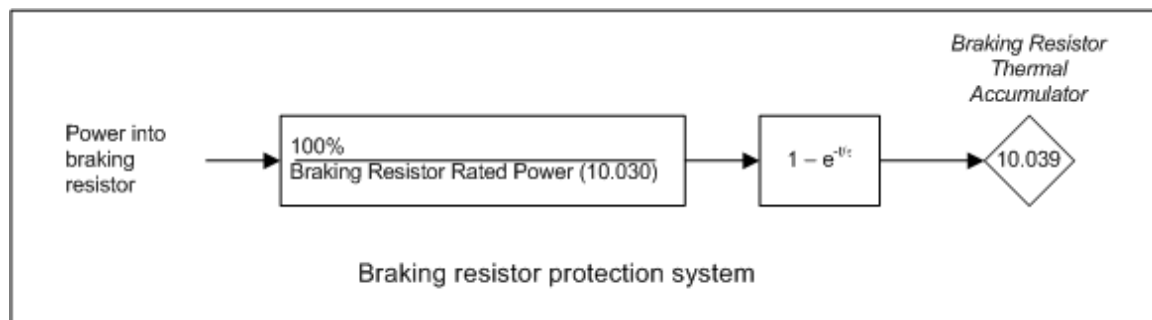 Braking Resistor
Thermal
Accumulator
Power into
braking
resistor
100%
Braking Resistor Rated Power (10.030)
1 – e-t/τ
10.039
Braking resistor protection system